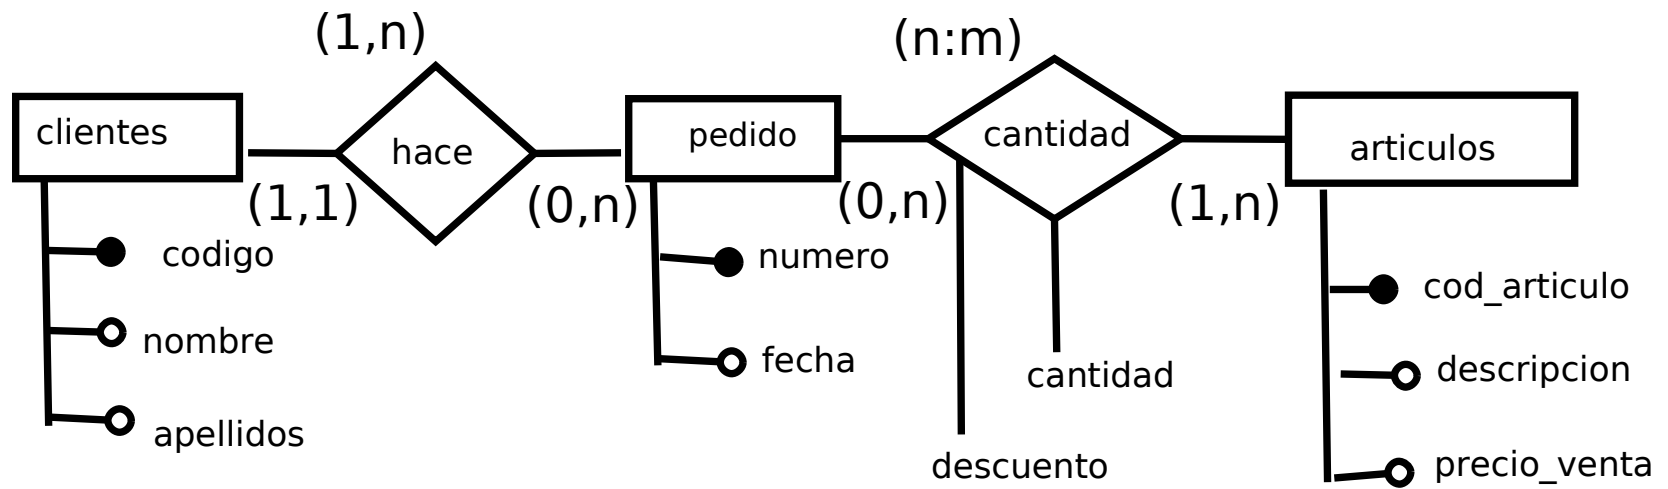 (1,n)
(n:m)
clientes
hace
pedido
cantidad
articulos
(1,1)
(0,n)
(0,n)
(1,n)
codigo
numero
cod_articulo
nombre
fecha
cantidad
descripcion
apellidos
descuento
precio_venta